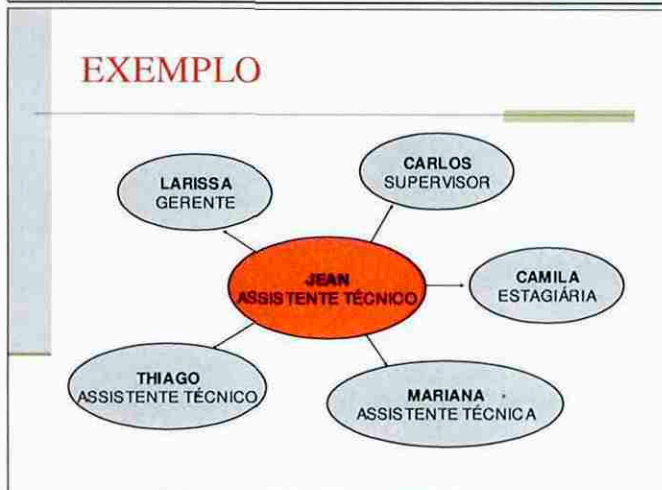 EXEMPLO
LARISSA
GERENTE
CARLOS
SUPERVISOR
JEAN
ASSISTENTE TÉCNICO
CAMILA
ESTAGIÁRIA
THIAGO
ASSISTENTE TÉCNICO
MARIANA
ASSISTENTE TÉCNICA